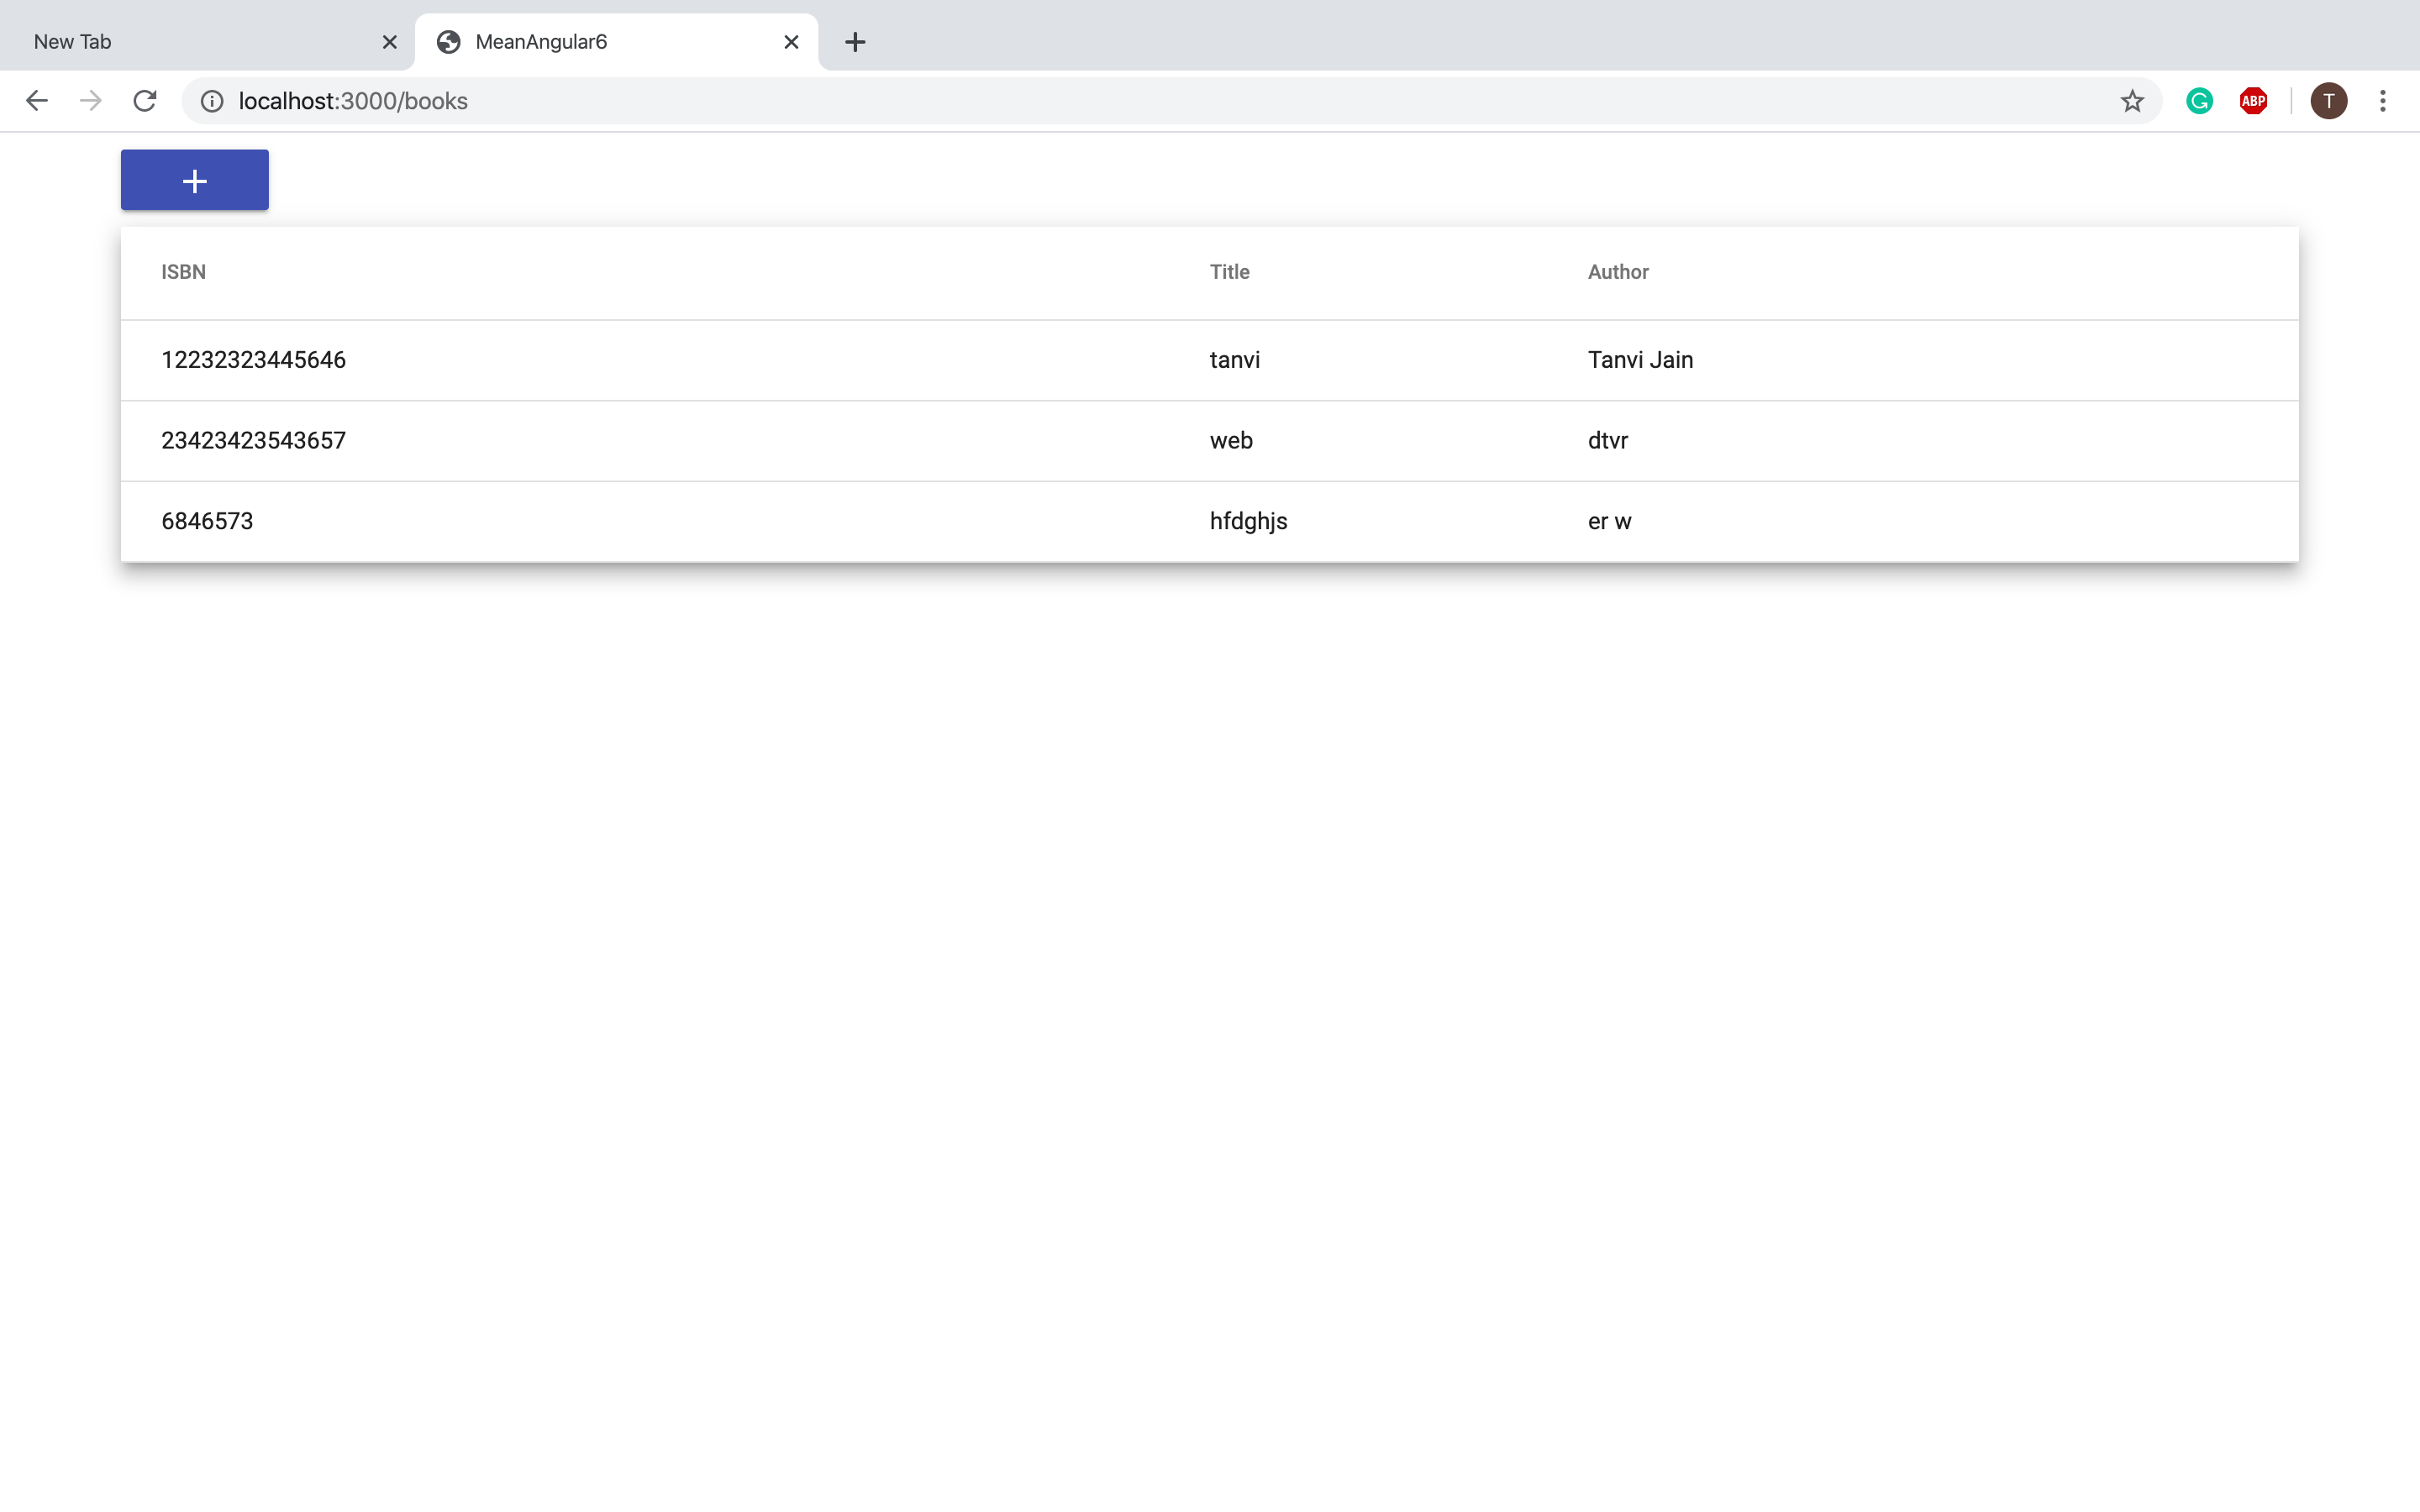 New Tab MeanAngular6
localhost:3000/books ABP T
ISBN Title Author
12232323445646 tanvi Tanvi Jain
23423423543657 web dtvr
6846573 hfdghjs er w